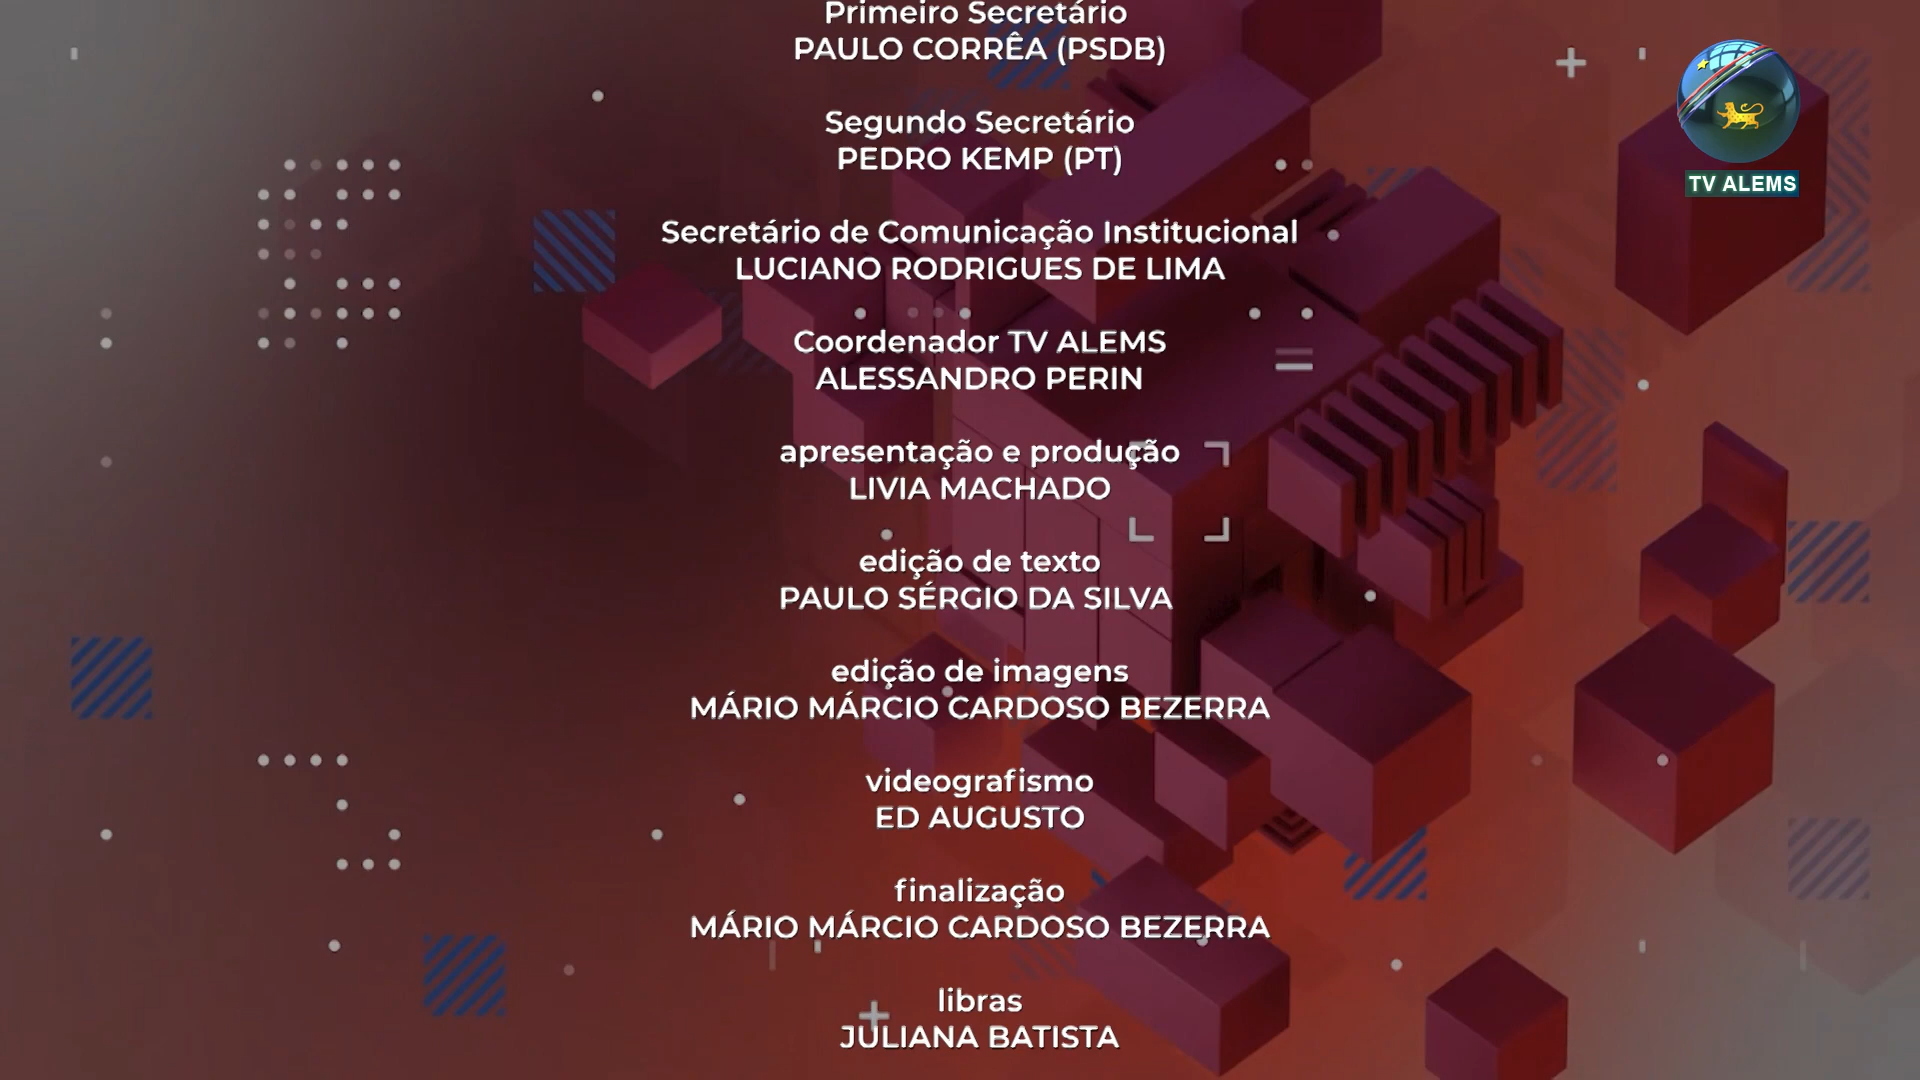 Primeiro Secretário
PAULO CORRÊA (PSDB)
Segundo Secretário
PEDRO KEMP (PT)
Secretário de Comunicação Institucional
LUCIANO RODRIGUES DE LIMA
Coordenador TV ALEMS
ALESSANDRO PERIN
apresentação e produção
LIVIA MACHADO
edição de texto
PAULO SÉRGIO DA SILVA
edição de imagens
MÁRIO MÁRCIO CARDOSO BEZERRA
videografismo
ED AUGUSTO
finalização
MÁRIO MÁRCIO CARDOSO BEZERRA
libras
JULIANA BATISTA
TV ALEMS